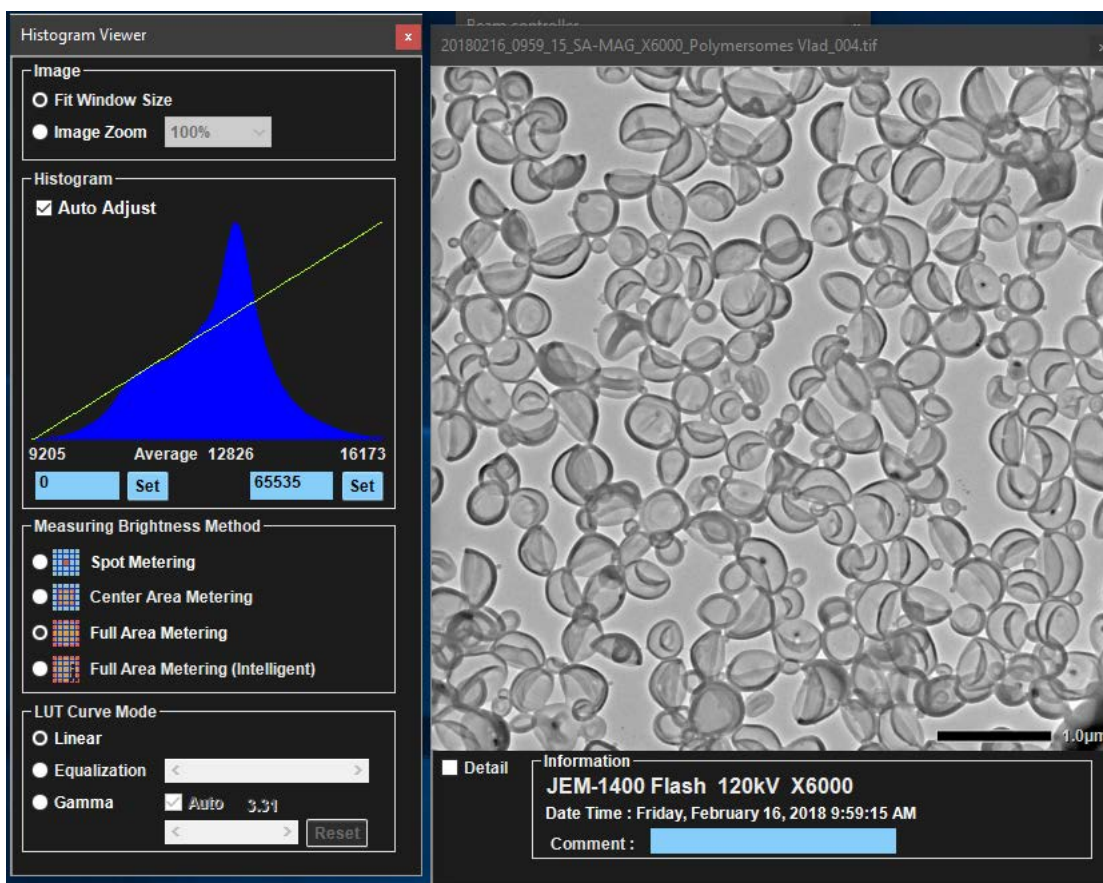 Histogram Viewer
x
Image
Fit Window Size
Image Zoom
100%
Histogram
Auto Adjust
9205
Average 12826
16173
0
Set
65535
Set
Measuring Brightness Method
Spot Metering
Center Area Metering
Full Area Metering
Full Area Metering (Intelligent)
LUT Curve Mode
Linear
Equalization
Gamma
Auto
3.31
Reset
Beam controller
20180216_0959_15_SA-MAG_X6000_Polymersomes Vlad_004.tif
1.0µm
Detail
Information
JEM-1400 Flash 120kV X6000
Date Time : Friday, February 16, 2018 9:59:15 AM
Comment :